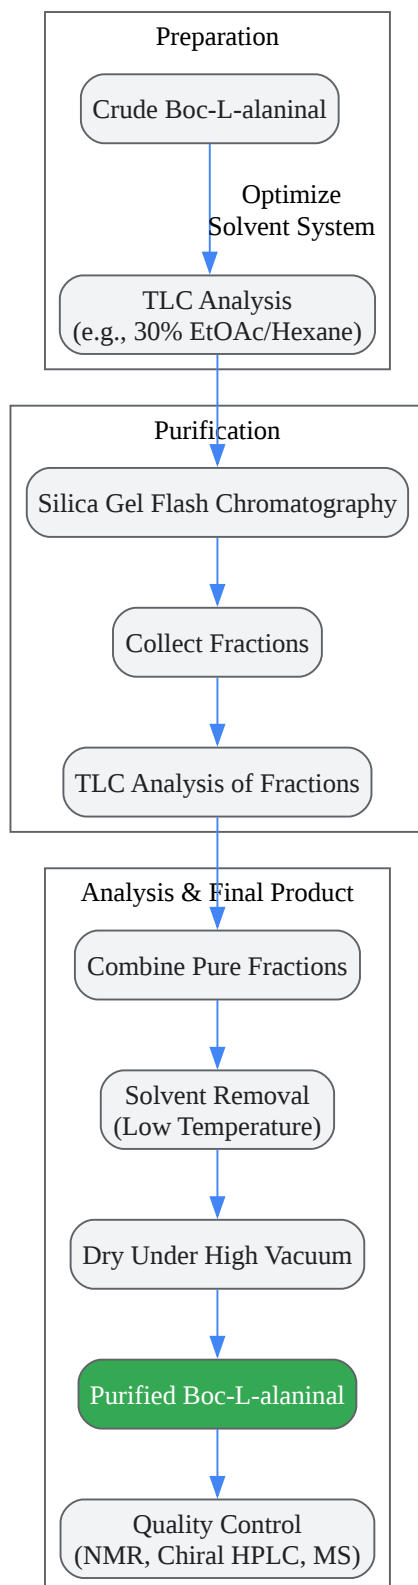 Preparation
Crude Boc-L-alaninal
Optimize
Solvent System
TLC Analysis
(e.g., 30% EtOAc/Hexane)
Purification
Silica Gel Flash Chromatography
Collect Fractions
TLC Analysis of Fractions
Analysis & Final Product
Combine Pure Fractions
Solvent Removal
(Low Temperature)
Dry Under High Vacuum
Purified Boc-L-alaninal
Quality Control
(NMR, Chiral HPLC, MS)